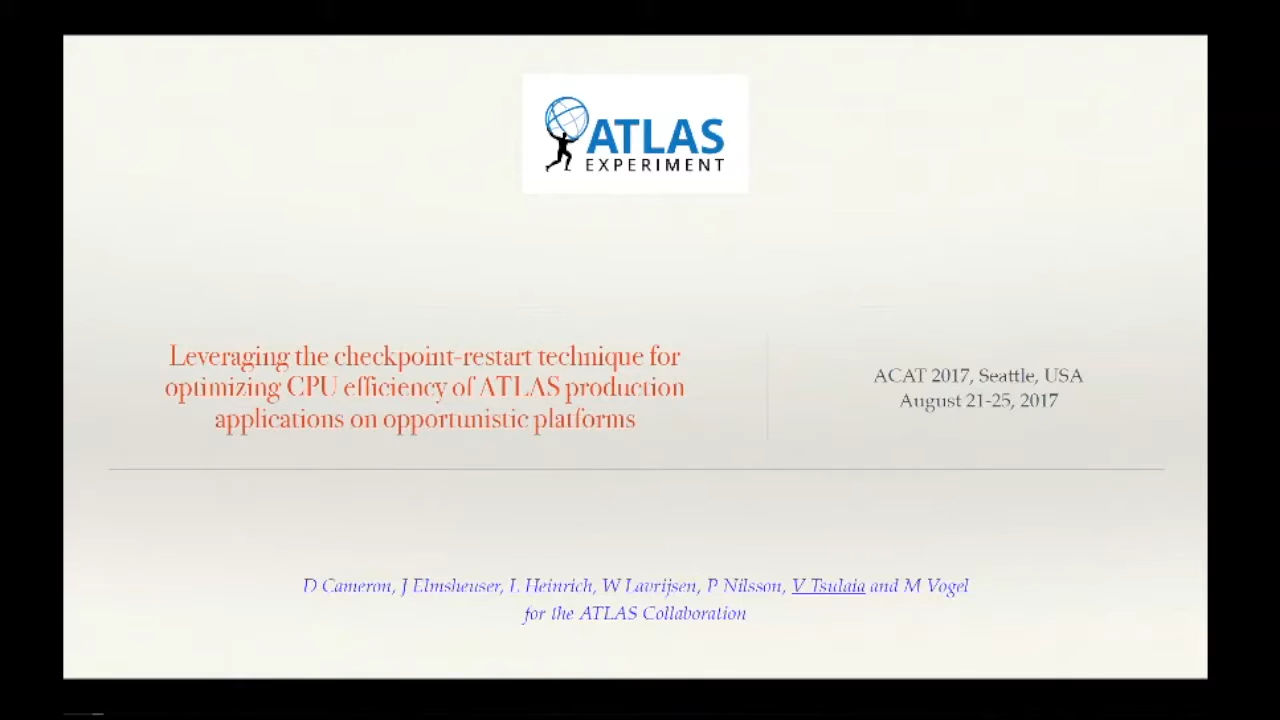 ATLAS
EXPERIMENT
Leveraging the checkpoint-restart technique for
optimizing CPU efficiency of ATLAS production
applications on opportunistic platforms
ACAT 2017, Seattle, USA
August 21-25, 2017
D Cameron, J Elmsheuser, L Heinrich, W Lavrijsen, P Nilsson, V Tsulaia and M Vogel
for the ATLAS Collaboration